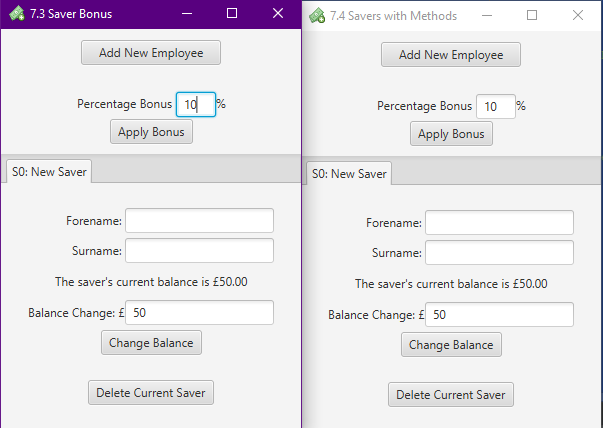 7.3 Saver Bonus
Add New Employee
Percentage Bonus 10 %
Apply Bonus
S0: New Saver
Forename:
Surname:
The saver's current balance is £50.00
Balance Change: £ 50
Change Balance
Delete Current Saver
7.4 Savers with Methods
Add New Employee
Percentage Bonus 10 %
Apply Bonus
S0: New Saver
Forename:
Surname:
The saver's current balance is £50.00
Balance Change: £ 50
Change Balance
Delete Current Saver